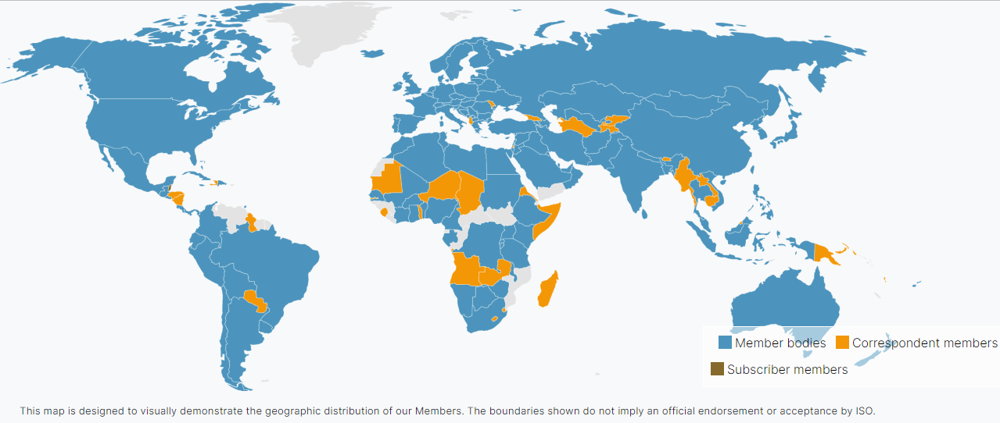 Member bodies Correspondent members
Subscriber members
This map is designed to visually demonstrate the geographic distribution of our Members. The boundaries shown do not imply an official endorsement or acceptance by ISO.